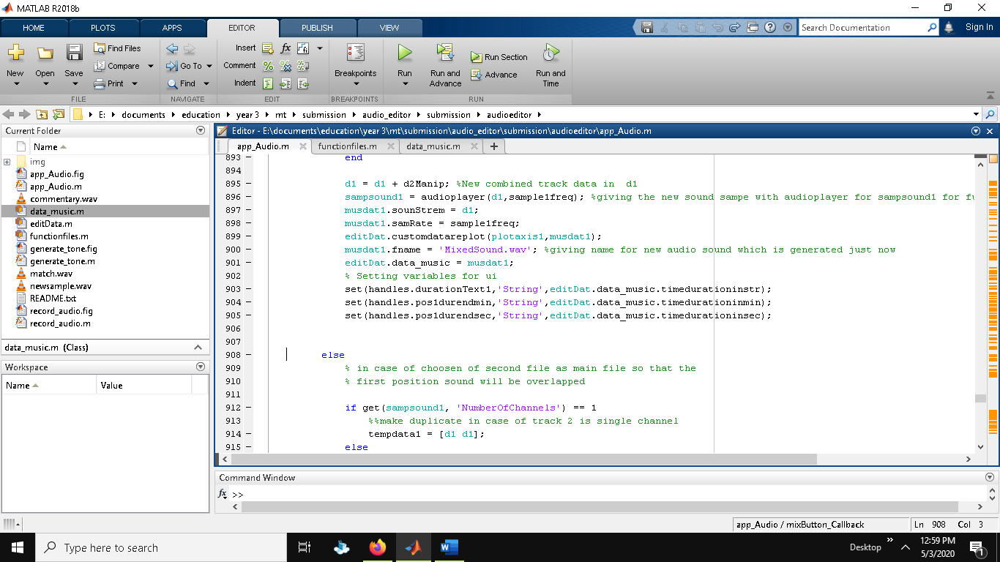 MATLAB R2018b
HOME PLOTS APPS EDITOR PUBLISH VIEW Search Documentation Sign In
New Open Save Find Files Compare Print Go To Find Insert fx Comment Indent Breakpoints Run Run and Advance Run Section Advance Run and Time
FILE NAVIGATE EDIT BREAKPOINTS RUN
E: documents education year 3 mt submission audio_editor submission audioeditor
Current Folder
Name
img
app_Audio.fig
app_Audio.m
commentary.wav
data_music.m
editData.m
functionfiles.m
generate_tone.fig
generate_tone.m
match.wav
newsample.wav
README.txt
record_audio.fig
record_audio.m
data_music.m (Class)
Workspace
Name Value
Editor - E:\documents\education\year 3\mt\submission\audio_editor\submission\audioeditor\app_Audio.m
app_Audio.m functionfiles.m data_music.m
893 – end
894
895 – d1 = d1 + d2Manip; %New combined track data in  d1
896 – sampsound1 = audioplayer(d1,sample1freq); %giving the new sound sampe with audioplayer for sampsound1 for fu
897 – musdat1.sounStrem = d1;
898 – musdat1.samRate = sample1freq;
899 – editDat.customdatareplot(plotaxis1,musdat1);
900 – musdat1.fname = 'MixedSound.wav'; %giving name for new audio sound which is generated just now
901 – editDat.data_music = musdat1;
902 % Setting variables for ui
903 – set(handles.durationText1,'String',editDat.data_music.timedurationinstr);
904 – set(handles.pos1durendmin,'String',editDat.data_music.timedurationinmin);
905 – set(handles.pos1durendsec,'String',editDat.data_music.timedurationinsec);
906
907
908 – else
909 % in case of choosen of second file as main file so that the
910 % first position sound will be overlapped
911
912 – if get(sampsound1, 'NumberOfChannels') == 1
913 %%make duplicate in case of track 2 is single channel
914 – tempdata1 = [d1 d1];
915 – else
Command Window
fx >>
app_Audio / mixButton_Callback Ln 908 Col 3
Type here to search Desktop 12:59 PM
5/3/2020
1